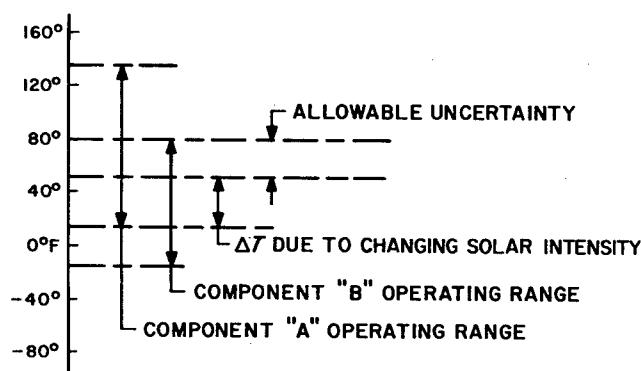 160°
120°
ALLOWABLE UNCERTAINTY
80°
40°
0°F
ΔT DUE TO CHANGING SOLAR INTENSITY
-40°
COMPONENT "B" OPERATING RANGE
COMPONENT "A" OPERATING RANGE
-80°